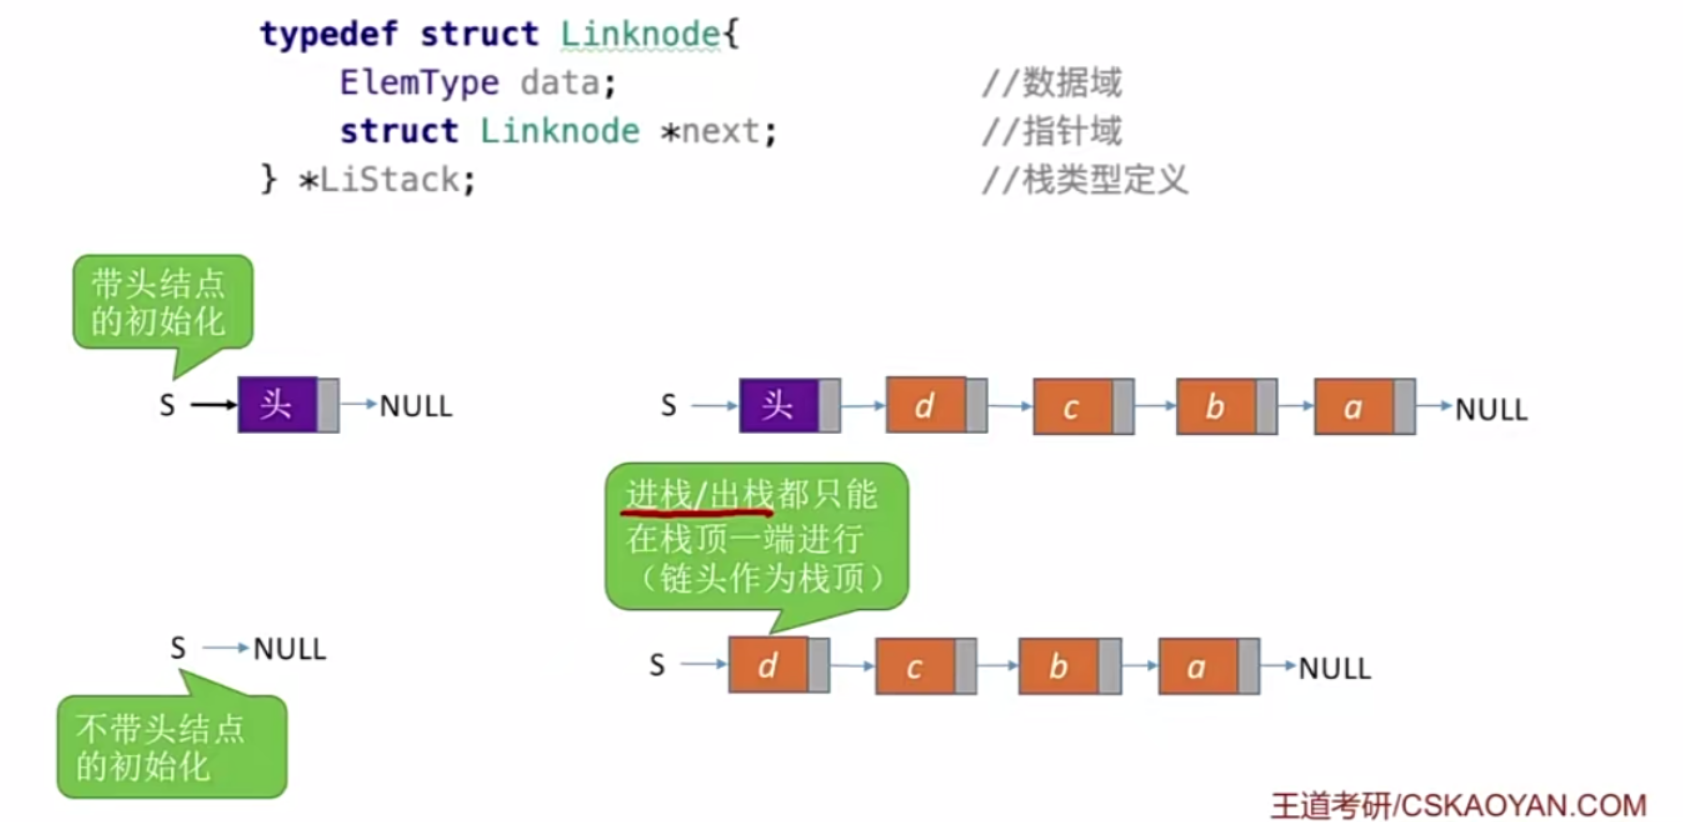 typedef struct Linknode{
ElemType data; //数据域
struct Linknode *next; //指针域
} *LiStack; //栈类型定义
带头结点
的初始化
S 头 NULL
S 头 d c b a NULL
进栈/出栈都只能
在栈顶一端进行
（链头作为栈顶）
S NULL
S d c b a NULL
不带头结点
的初始化
王道考研/CSKAOYAN.COM